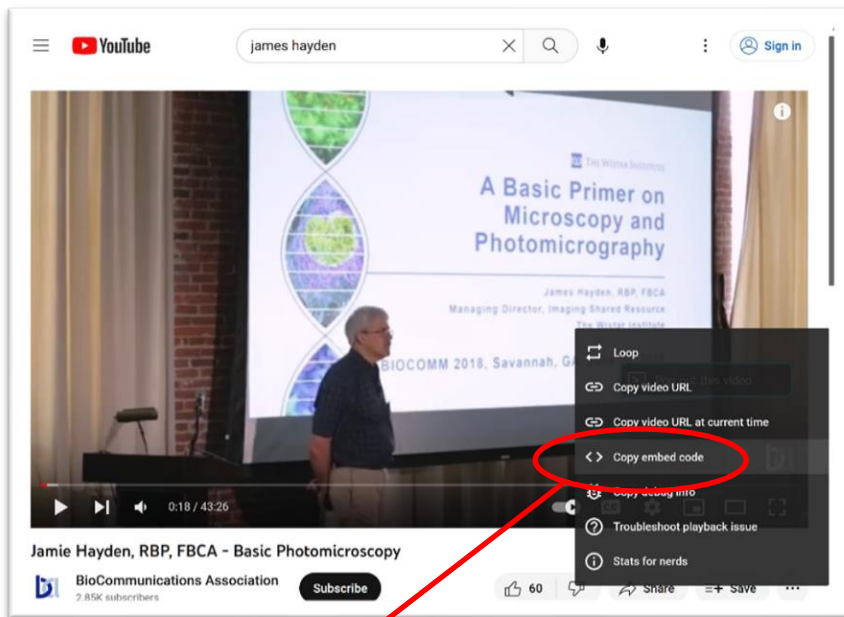 YouTube
james hayden
Sign in
THE WISTAR INSTITUTE
A Basic Primer on
Microscopy and
Photomicrography
James Hayden, RBP, FBCA
Managing Director, Imaging Shared Resource
The Wistar Institute
BIOCOMM 2018, Savannah, GA
Loop
this video
Copy video URL
Copy video URL at current time
Copy embed code
Copy debug info
Troubleshoot playback issue
Stats for nerds
0:18 / 43:26
Jamie Hayden, RBP, FBCA - Basic Photomicroscopy
BioCommunications Association
2.85K subscribers
Subscribe
60
Share
Save